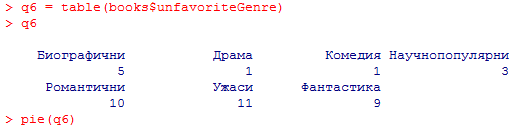 > q6 = table(books$unfavoriteGenre)
> q6
Биографични Драма Комедия Научнопопулярни
5 1 1 3
Романтични Ужаси Фантастика
10 11 9
> pie(q6)